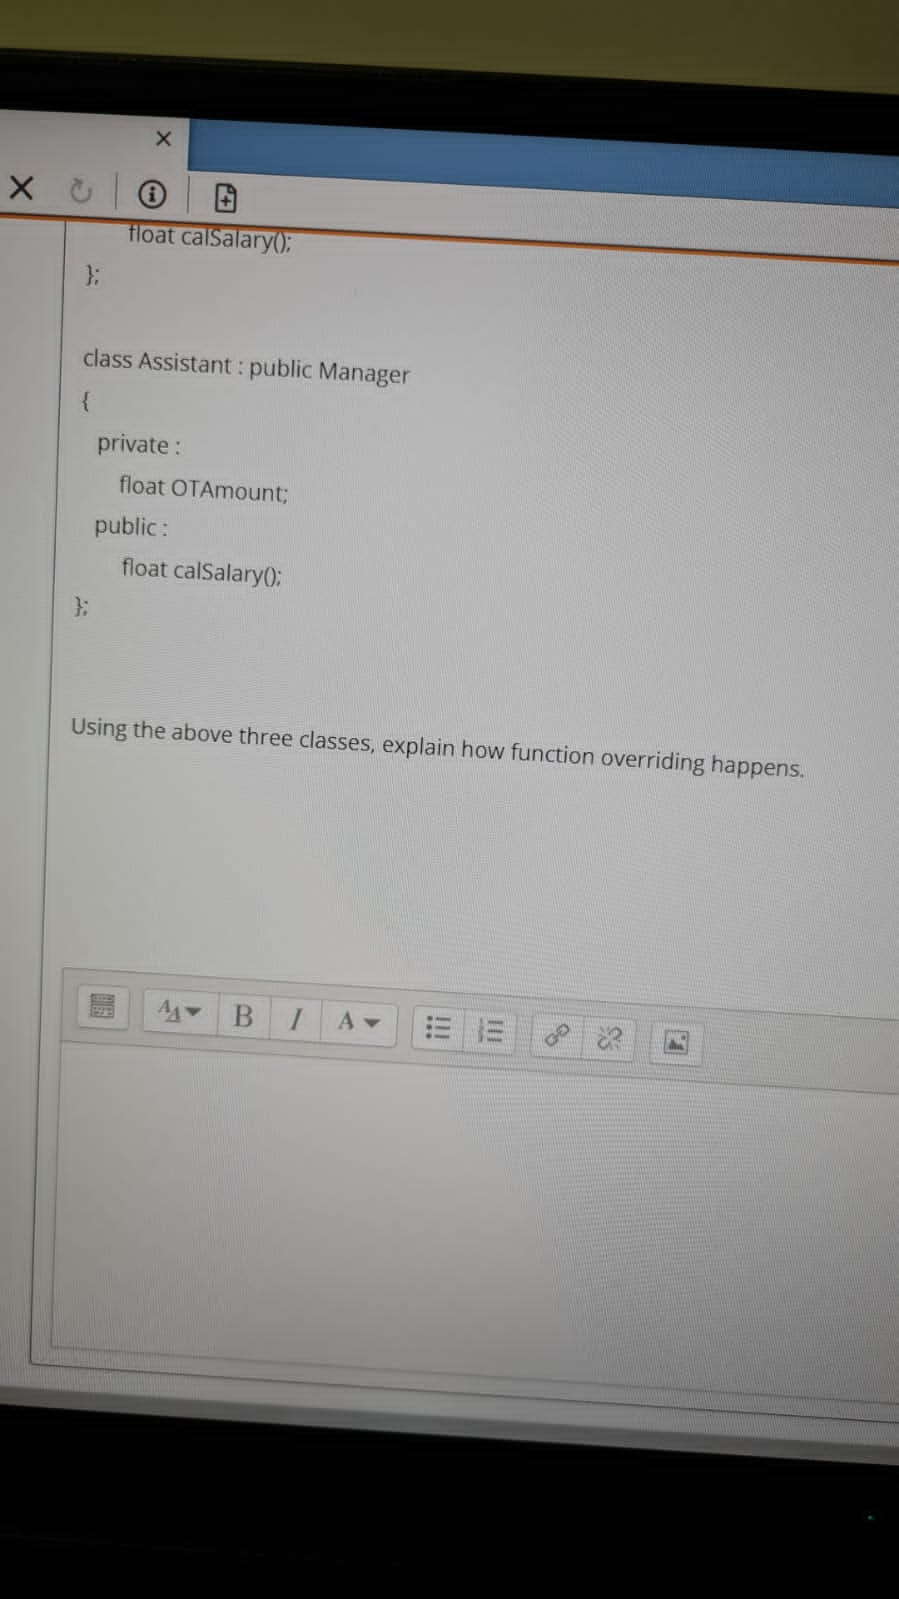 float calSalary();
};
class Assistant : public Manager
{
private :
float OTAmount;
public :
float calSalary();
};
Using the above three classes, explain how function overriding happens.
B I A